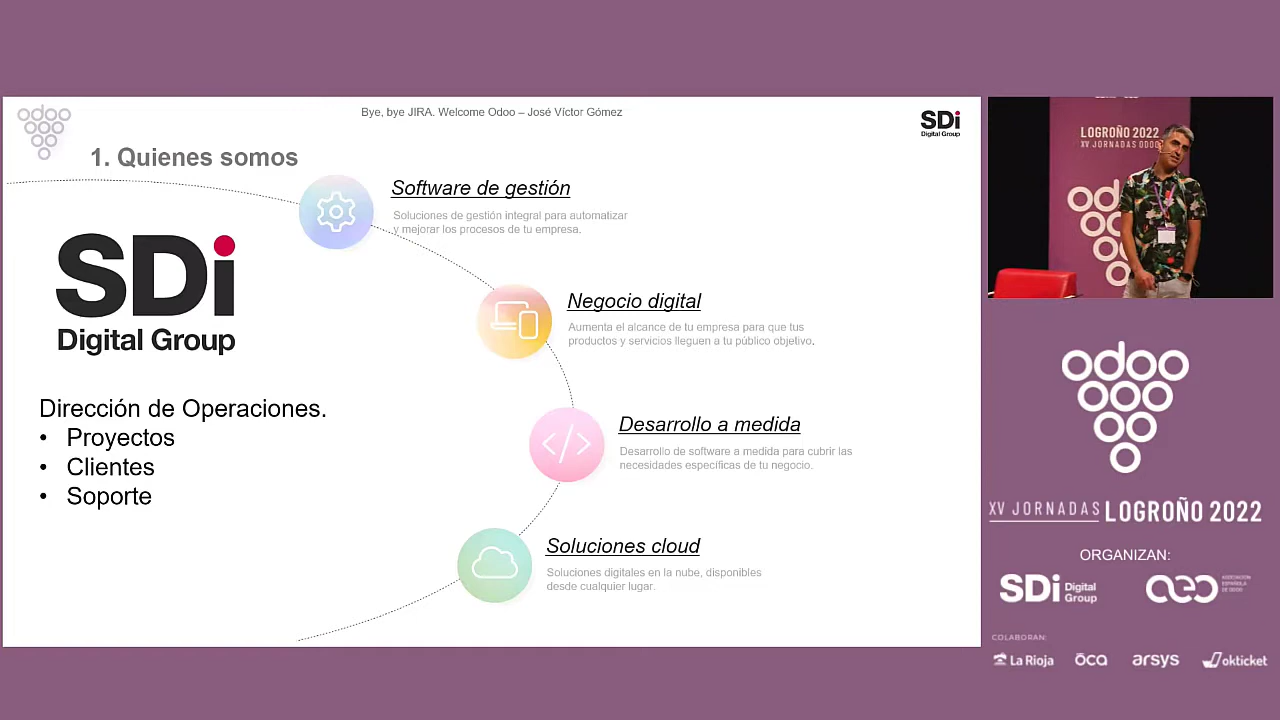 odoo
Bye, bye JIRA. Welcome Odoo – José Víctor Gómez
SDi
Digital Group
1. Quienes somos
Software de gestión
Soluciones de gestión integral para automatizar
y mejorar los procesos de tu empresa.
SDi
Digital Group
Negocio digital
Aumenta el alcance de tu empresa para que tus
productos y servicios lleguen a tu público objetivo.
Dirección de Operaciones.
• Proyectos
• Clientes
• Soporte
Desarrollo a medida
Desarrollo de software a medida para cubrir las
necesidades específicas de tu negocio.
Soluciones cloud
Soluciones digitales en la nube, disponibles
desde cualquier lugar.
LOGROÑO 2022
XV JORNADAS ODOO
odoo
XV JORNADAS LOGROÑO 2022
ORGANIZAN:
SDi Digital
Group
aeo ASOCIACIÓN
ESPAÑOLA
DE ODOO
COLABORAN:
La Rioja
öca
arsys
okticket